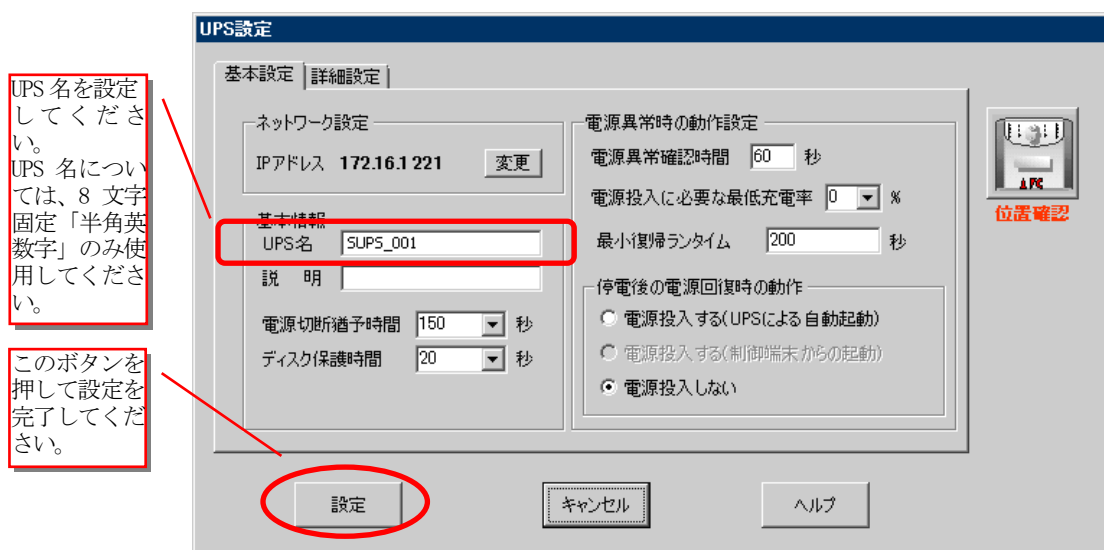 UPS設定
基本設定
詳細設定
UPS 名を設定
してくださ
い。
UPS 名につい
ては、8 文字
固定「半角英
数字」のみ使
用してくださ
い。
ネットワーク設定
IPアドレス 172.16.1 221 変更
基本情報
UPS名 SUPS_001
説 明
電源切断猶予時間 150 秒
ディスク保護時間 20 秒
電源異常時の動作設定
電源異常確認時間 60 秒
電源投入に必要な最低充電率 0 %
最小復帰ランタイム 200 秒
停電後の電源回復時の動作
電源投入する(UPSによる自動起動)
電源投入する(制御端末からの起動)
電源投入しない
APC
位置確認
このボタンを
押して設定を
完了してくだ
さい。
設定
キャンセル
ヘルプ